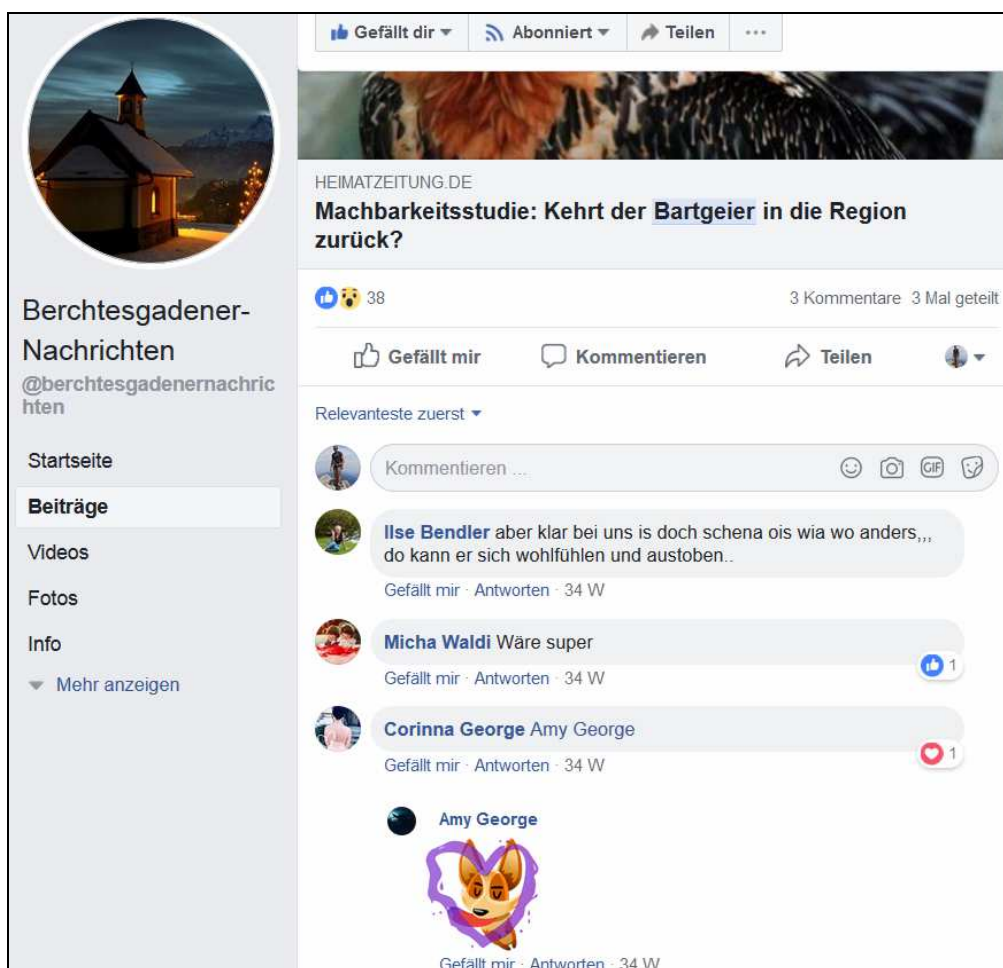 Gefällt dir Abonniert Teilen ...
HEIMATZEITUNG.DE
Machbarkeitsstudie: Kehrt der Bartgeier in die Region
zurück?
38 3 Kommentare 3 Mal geteilt
Gefällt mir Kommentieren Teilen
Relevanteste zuerst
Kommentieren ... GIF
Ilse Bendler aber klar bei uns is doch schena ois wia wo anders,,,
do kann er sich wohlfühlen und austoben..
Gefällt mir · Antworten · 34 W
Micha Waldi Wäre super
1
Gefällt mir · Antworten · 34 W
Corinna George Amy George
1
Gefällt mir · Antworten · 34 W
Amy George
Gefällt mir · Antworten · 34 W
Berchtesgadener-
Nachrichten
@berchtesgadenernachric
hten
Startseite
Beiträge
Videos
Fotos
Info
Mehr anzeigen